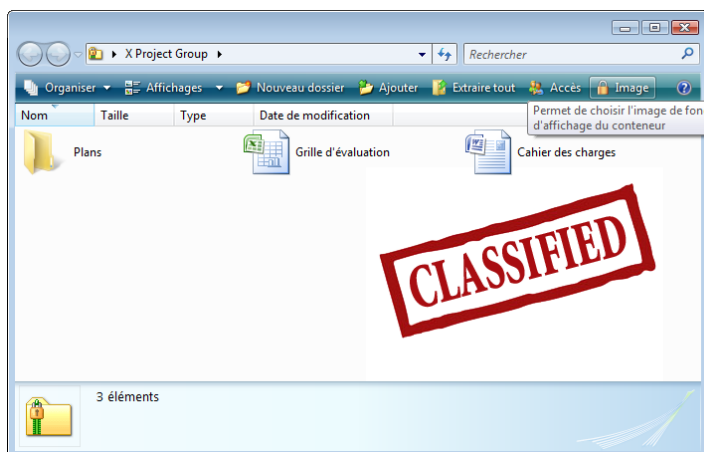 X Project Group
Rechercher
Organiser Affichages Nouveau dossier Ajouter Extraire tout Accès Image
Nom Taille Type Date de modification
Permet de choisir l'image de fon
d'affichage du conteneur
Plans Grille d'évaluation Cahier des charges
CLASSIFIED
3 éléments